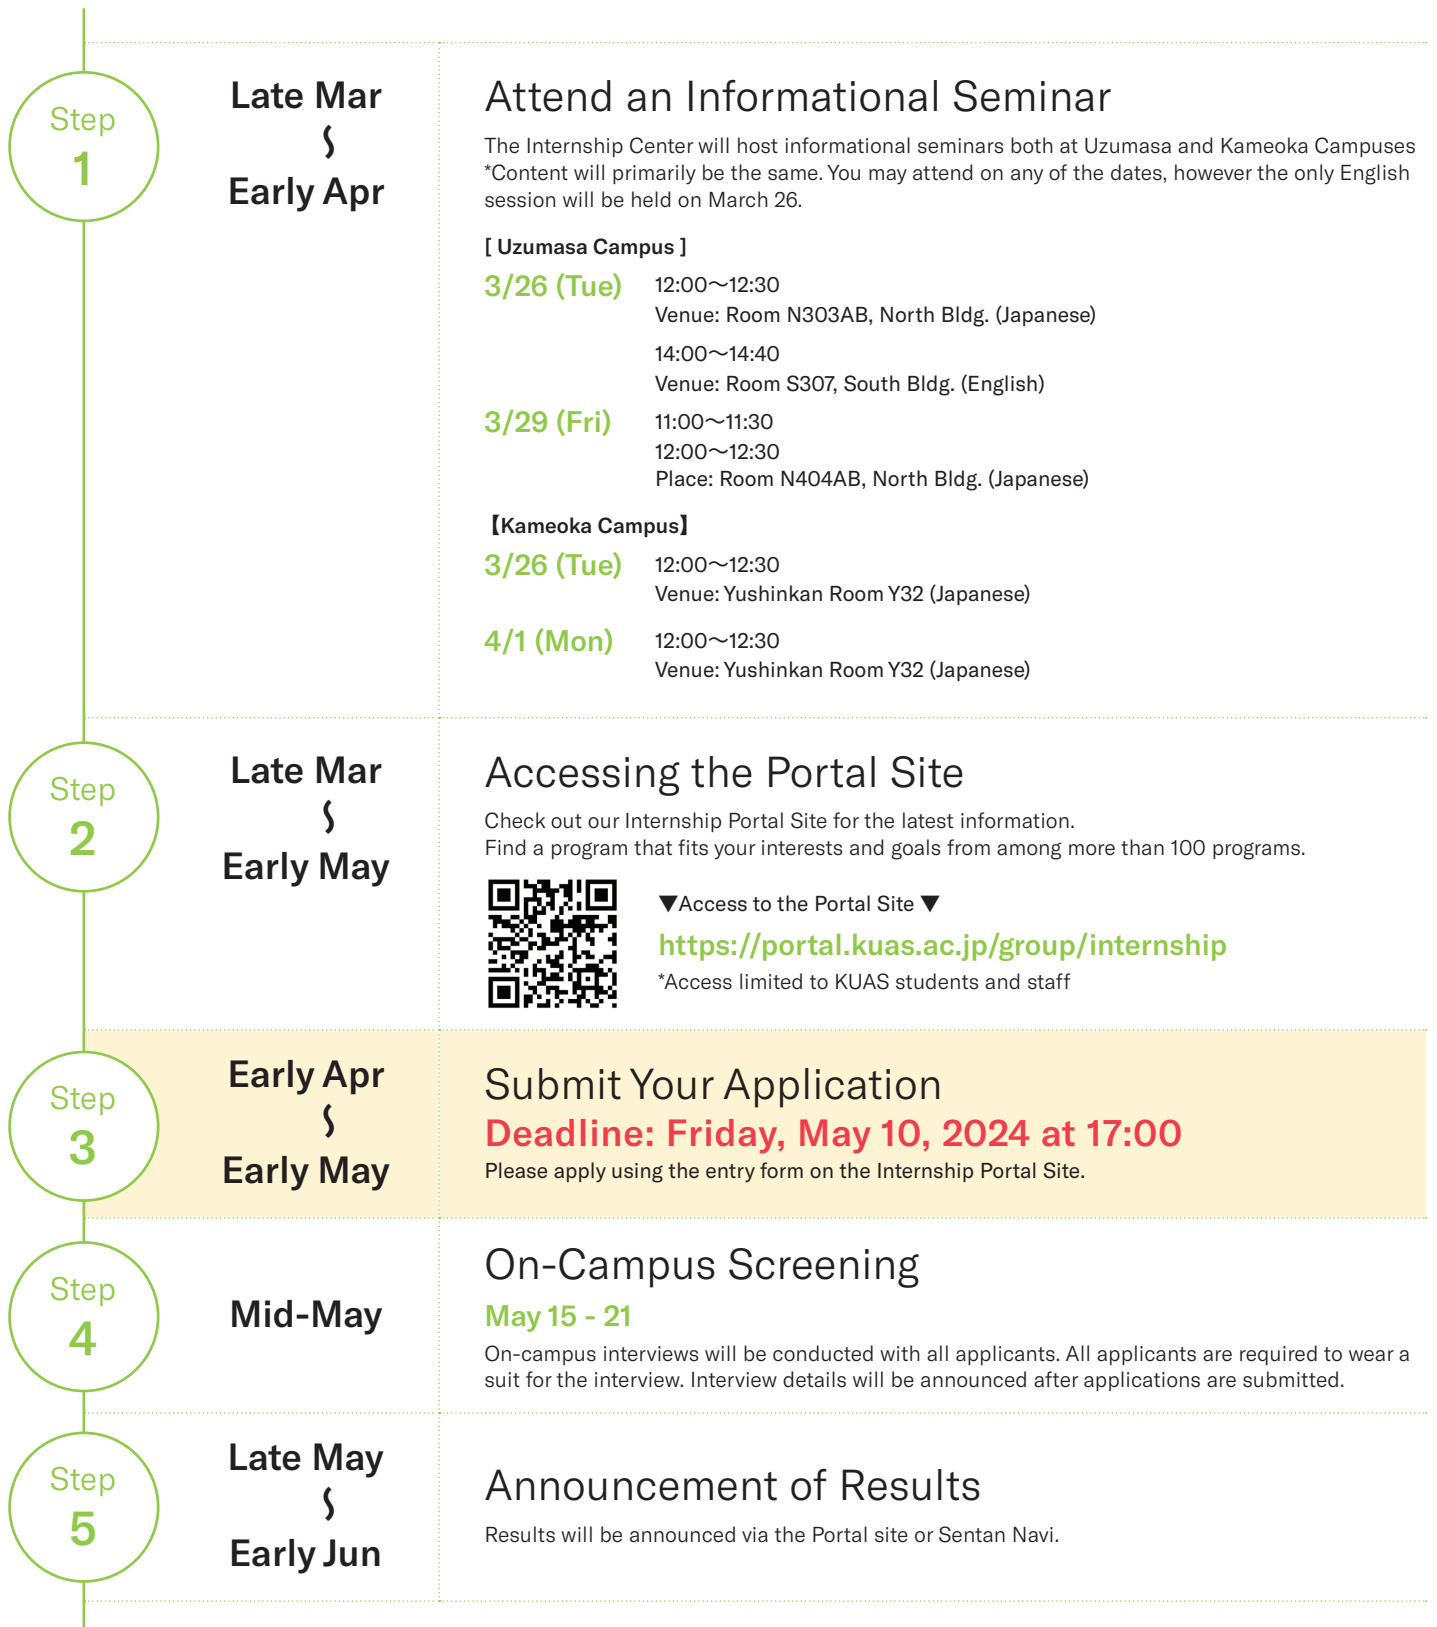 Step
1
Late Mar
〜
Early Apr
Attend an Informational Seminar
The Internship Center will host informational seminars both at Uzumasa and Kameoka Campuses
*Content will primarily be the same. You may attend on any of the dates, however the only English
session will be held on March 26.
[ Uzumasa Campus ]
3/26 (Tue)
12:00〜12:30
Venue: Room N303AB, North Bldg. (Japanese)
14:00〜14:40
Venue: Room S307, South Bldg. (English)
3/29 (Fri)
11:00〜11:30
12:00〜12:30
Place: Room N404AB, North Bldg. (Japanese)
【Kameoka Campus】
3/26 (Tue)
12:00〜12:30
Venue: Yushinkan Room Y32 (Japanese)
4/1 (Mon)
12:00〜12:30
Venue: Yushinkan Room Y32 (Japanese)
Step
2
Late Mar
〜
Early May
Accessing the Portal Site
Check out our Internship Portal Site for the latest information.
Find a program that fits your interests and goals from among more than 100 programs.
▼Access to the Portal Site ▼
https://portal.kuas.ac.jp/group/internship
*Access limited to KUAS students and staff
Step
3
Early Apr
〜
Early May
Submit Your Application
Deadline: Friday, May 10, 2024 at 17:00
Please apply using the entry form on the Internship Portal Site.
Step
4
Mid-May
On-Campus Screening
May 15 - 21
On-campus interviews will be conducted with all applicants. All applicants are required to wear a
suit for the interview. Interview details will be announced after applications are submitted.
Step
5
Late May
〜
Early Jun
Announcement of Results
Results will be announced via the Portal site or Sentan Navi.